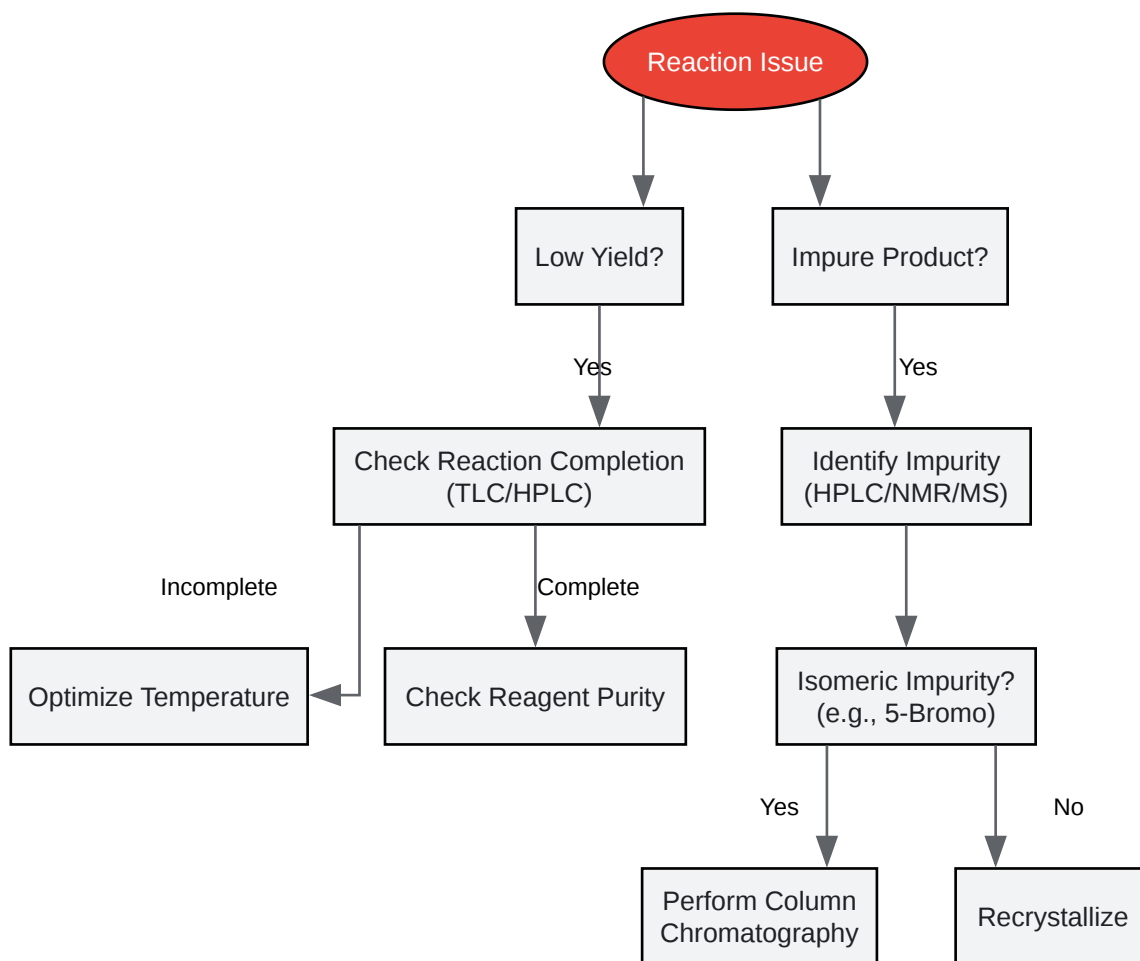 Reaction Issue
Low Yield?
Impure Product?
Yes
Yes
Check Reaction Completion
(TLC/HPLC)
Identify Impurity
(HPLC/NMR/MS)
Incomplete
Complete
Optimize Temperature
Check Reagent Purity
Isomeric Impurity?
(e.g., 5-Bromo)
Yes
No
Perform Column
Chromatography
Recrystallize